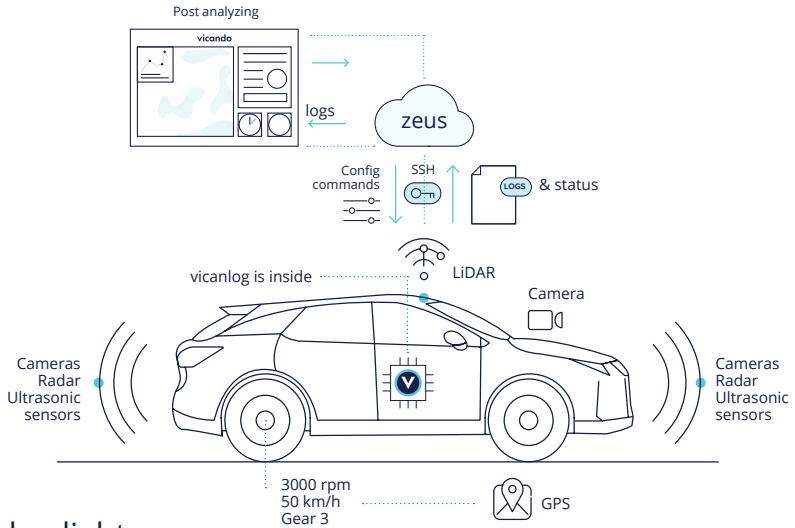 Post analyzing
vicando
logs
zeus
Config
commands
SSH
LOGS
& status
vicanlog is inside
LiDAR
Camera
Cameras
Radar
Ultrasonic
sensors
V
Cameras
Radar
Ultrasonic
sensors
3000 rpm
50 km/h
Gear 3
GPS